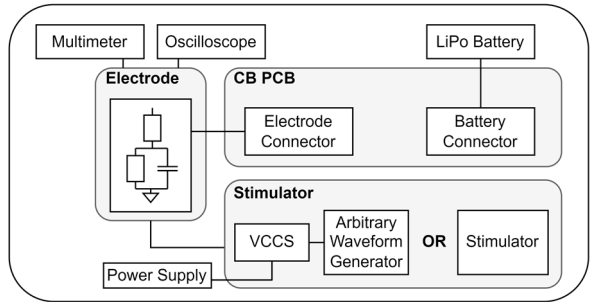 Multimeter
Oscilloscope
LiPo Battery
Electrode
CB PCB
Electrode
Connector
Battery
Connector
Stimulator
VCCS
Arbitrary
Waveform
Generator
OR
Stimulator
Power Supply